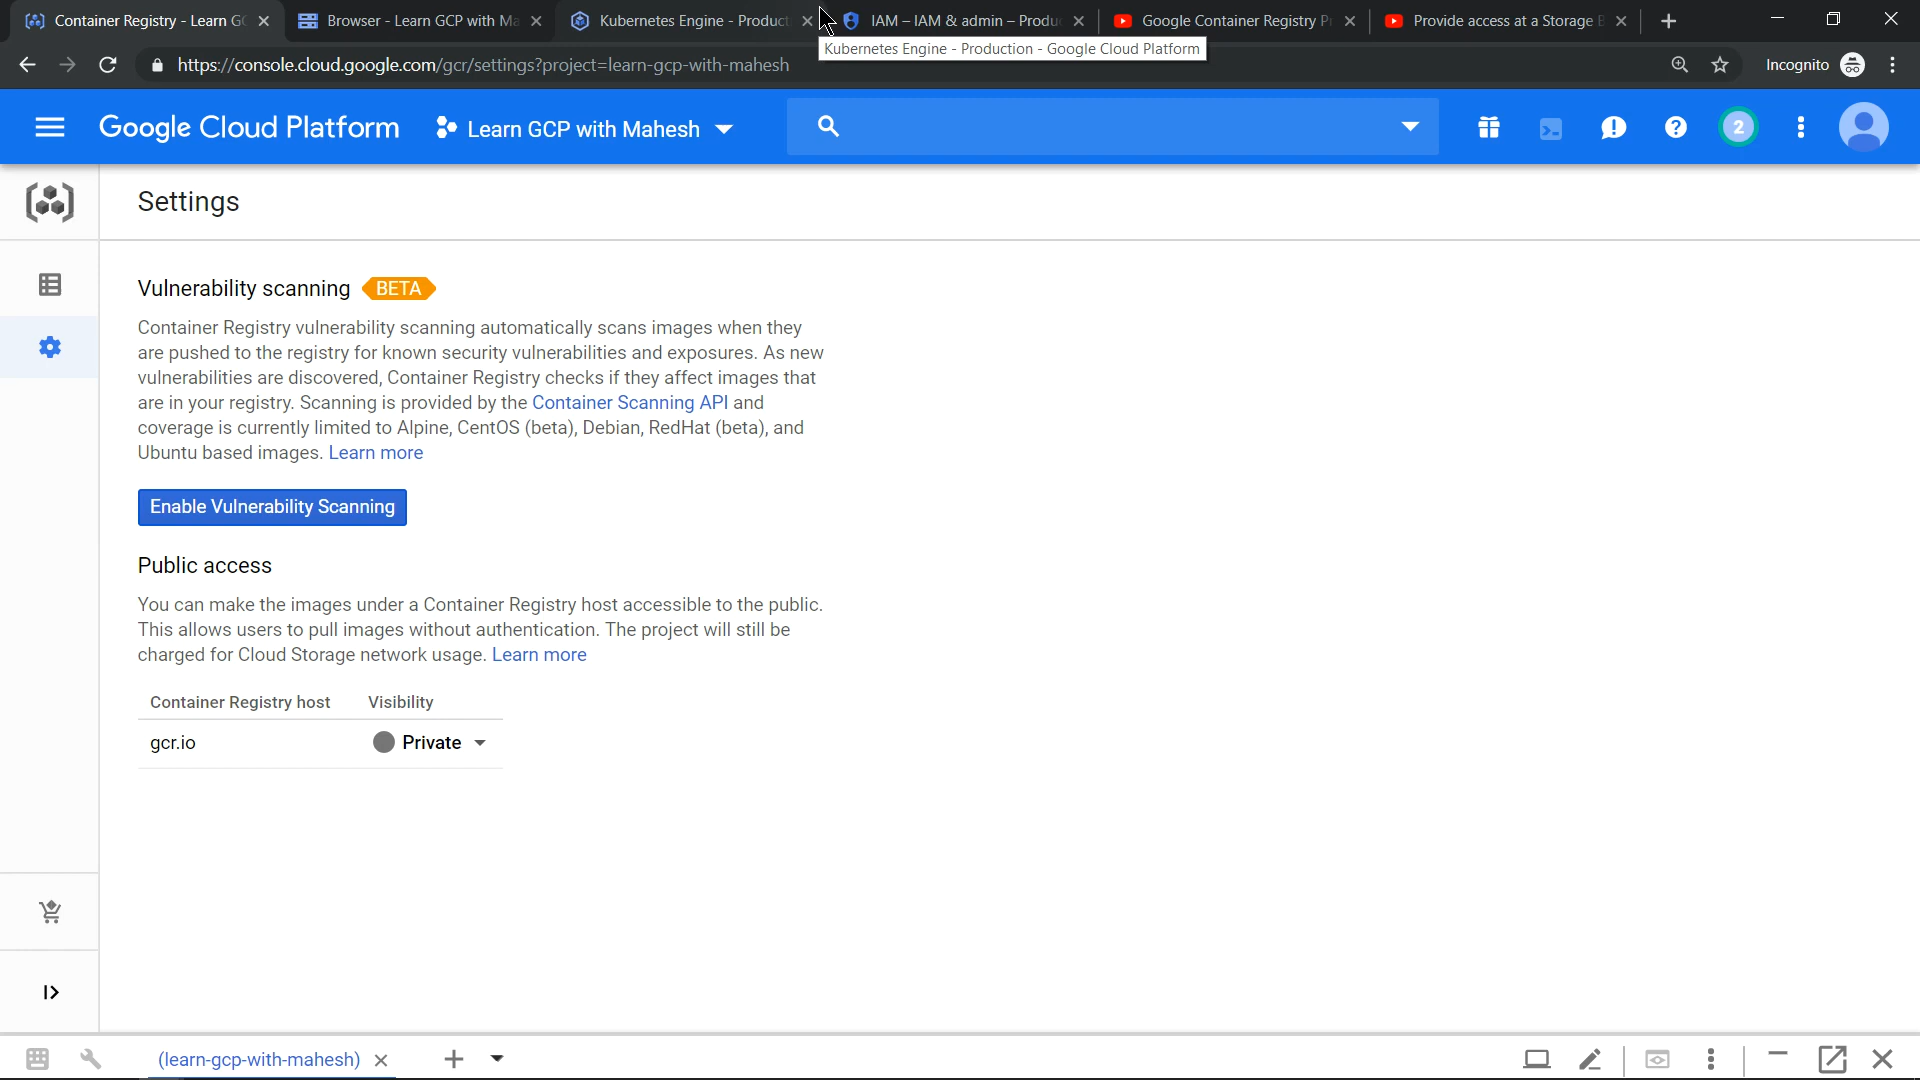 Container Registry - Learn GC
Browser - Learn GCP with Ma
Kubernetes Engine - Product
IAM – IAM & admin – Produ
Google Container Registry P
Provide access at a Storage B
Kubernetes Engine - Production - Google Cloud Platform
https://console.cloud.google.com/gcr/settings?project=learn-gcp-with-mahesh
Incognito
Google Cloud Platform
Learn GCP with Mahesh
2
Settings
Vulnerability scanning BETA
Container Registry vulnerability scanning automatically scans images when they
are pushed to the registry for known security vulnerabilities and exposures. As new
vulnerabilities are discovered, Container Registry checks if they affect images that
are in your registry. Scanning is provided by the Container Scanning API and
coverage is currently limited to Alpine, CentOS (beta), Debian, RedHat (beta), and
Ubuntu based images. Learn more
Enable Vulnerability Scanning
Public access
You can make the images under a Container Registry host accessible to the public.
This allows users to pull images without authentication. The project will still be
charged for Cloud Storage network usage. Learn more
Container Registry host Visibility
gcr.io Private
(learn-gcp-with-mahesh)